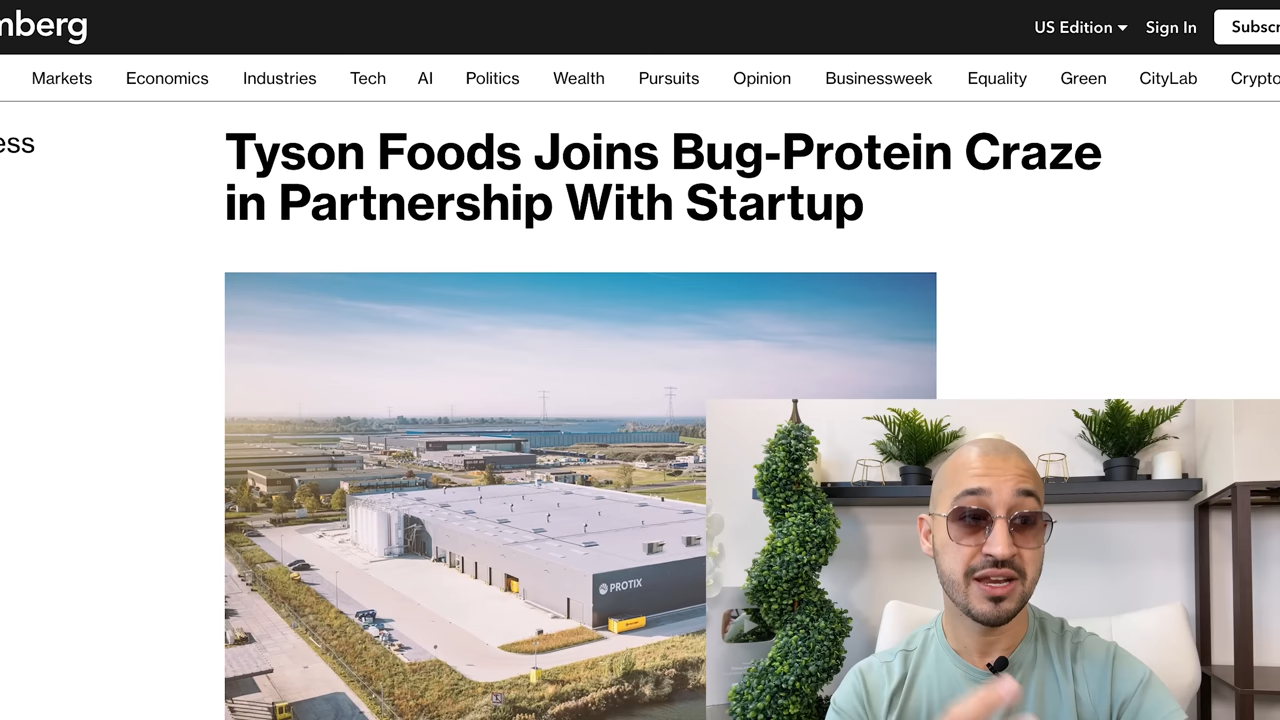 mberg
US Edition
Sign In
Subscr
Markets
Economics
Industries
Tech
AI
Politics
Wealth
Pursuits
Opinion
Businessweek
Equality
Green
CityLab
Crypto
ess
Tyson Foods Joins Bug-Protein Craze
in Partnership With Startup
PROTIX